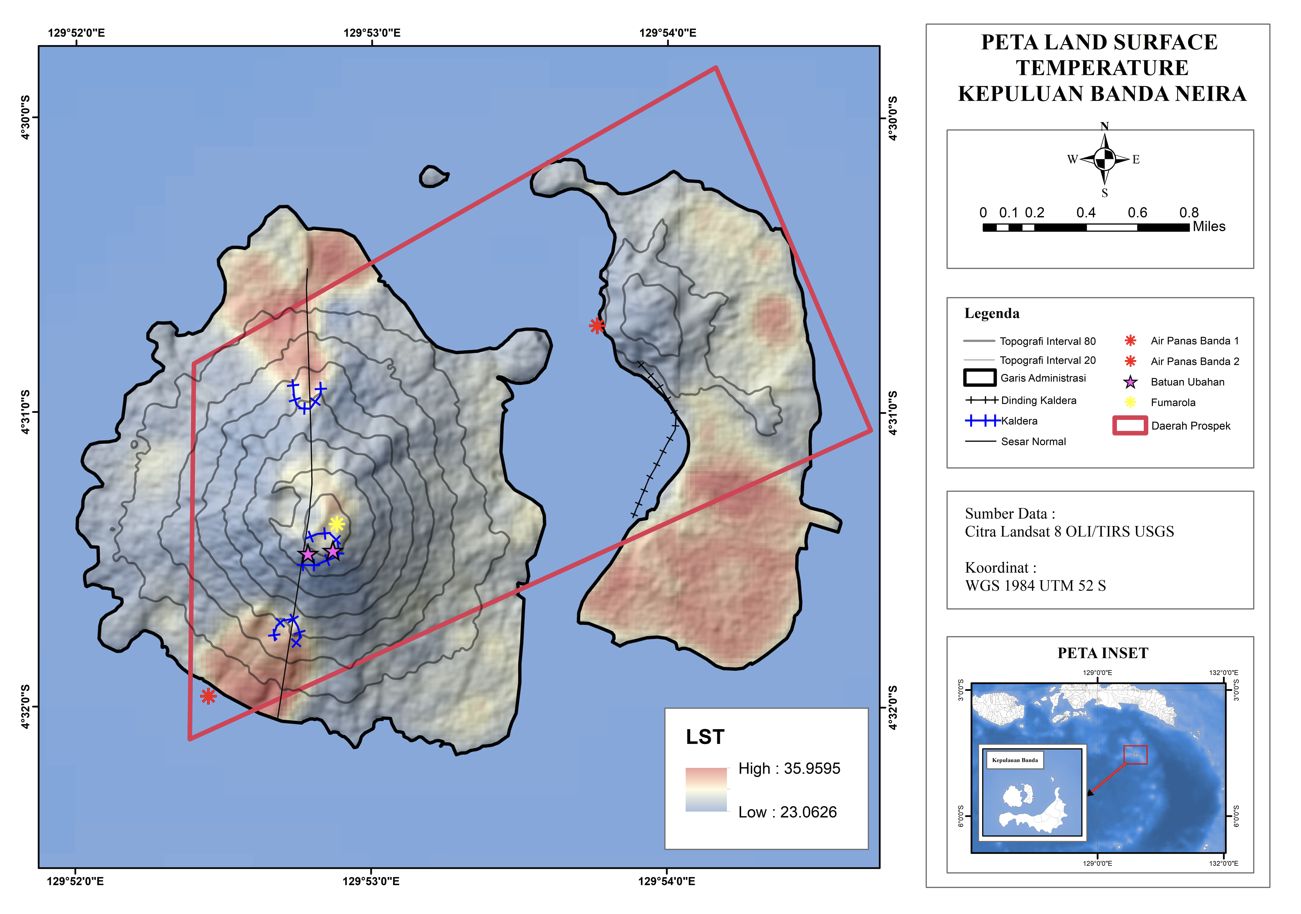 129°52'0"E
129°53'0"E
129°54'0"E
4°30'0"S
4°31'0"S
4°32'0"S
4°30'0"S
4°31'0"S
4°32'0"S
129°52'0"E
129°53'0"E
129°54'0"E
LST
High : 35.9595
Low : 23.0626
PETA LAND SURFACE
TEMPERATURE
KEPULUAN BANDA NEIRA
N
W E
S
0 0.1 0.2 0.4 0.6 0.8
Miles
Legenda
Topografi Interval 80
Topografi Interval 20
Garis Administrasi
Dinding Kaldera
Kaldera
Sesar Normal
Air Panas Banda 1
Air Panas Banda 2
Batuan Ubahan
Fumarola
Daerah Prospek
Sumber Data :
Citra Landsat 8 OLI/TIRS USGS
Koordinat :
WGS 1984 UTM 52 S
PETA INSET
129°0'0"E
132°0'0"E
3°0'0"S
3°0'0"S
Kepulauan Banda
6°0'0"S
6°0'0"S
129°0'0"E
132°0'0"E